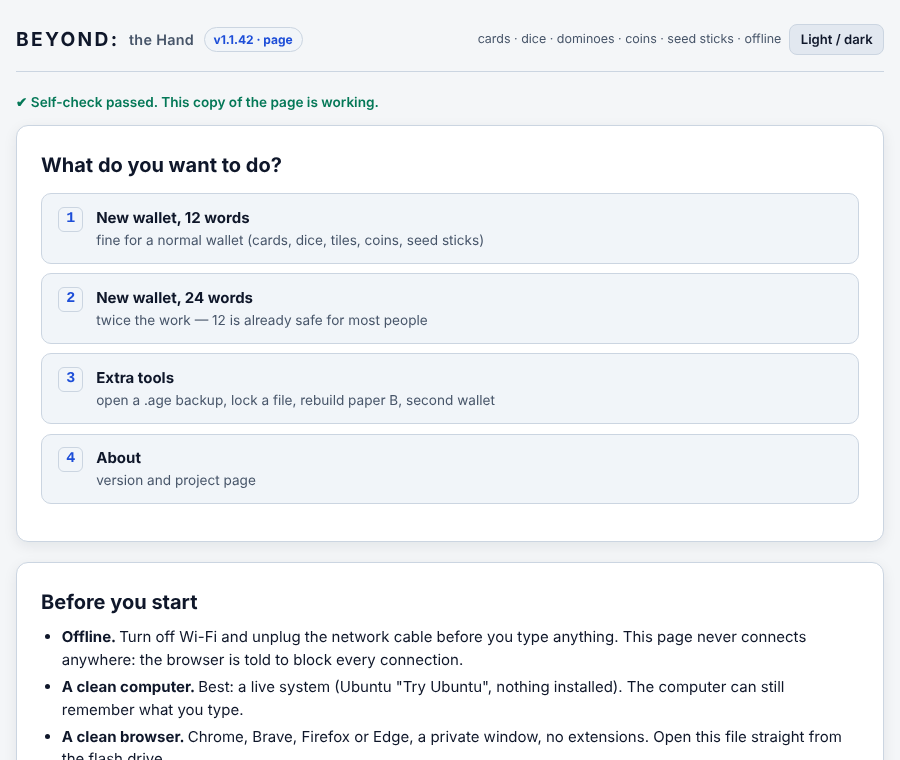 BEYOND: the Hand v1.1.42 · page cards · dice · dominoes · coins · seed sticks · offline Light / dark
✔ Self-check passed. This copy of the page is working.
What do you want to do?
1 New wallet, 12 words
fine for a normal wallet (cards, dice, tiles, coins, seed sticks)
2 New wallet, 24 words
twice the work — 12 is already safe for most people
3 Extra tools
open a .age backup, lock a file, rebuild paper B, second wallet
4 About
version and project page
Before you start
• Offline. Turn off Wi-Fi and unplug the network cable before you type anything. This page never connects
anywhere: the browser is told to block every connection.
• A clean computer. Best: a live system (Ubuntu "Try Ubuntu", nothing installed). The computer can still
remember what you type.
• A clean browser. Chrome, Brave, Firefox or Edge, a private window, no extensions. Open this file straight from
the flash drive.